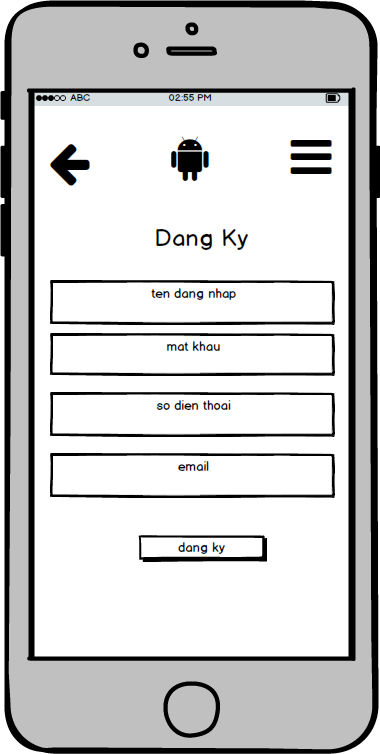 ABC 02:55 PM
Dang Ky
ten dang nhap
mat khau
so dien thoai
email
dang ky